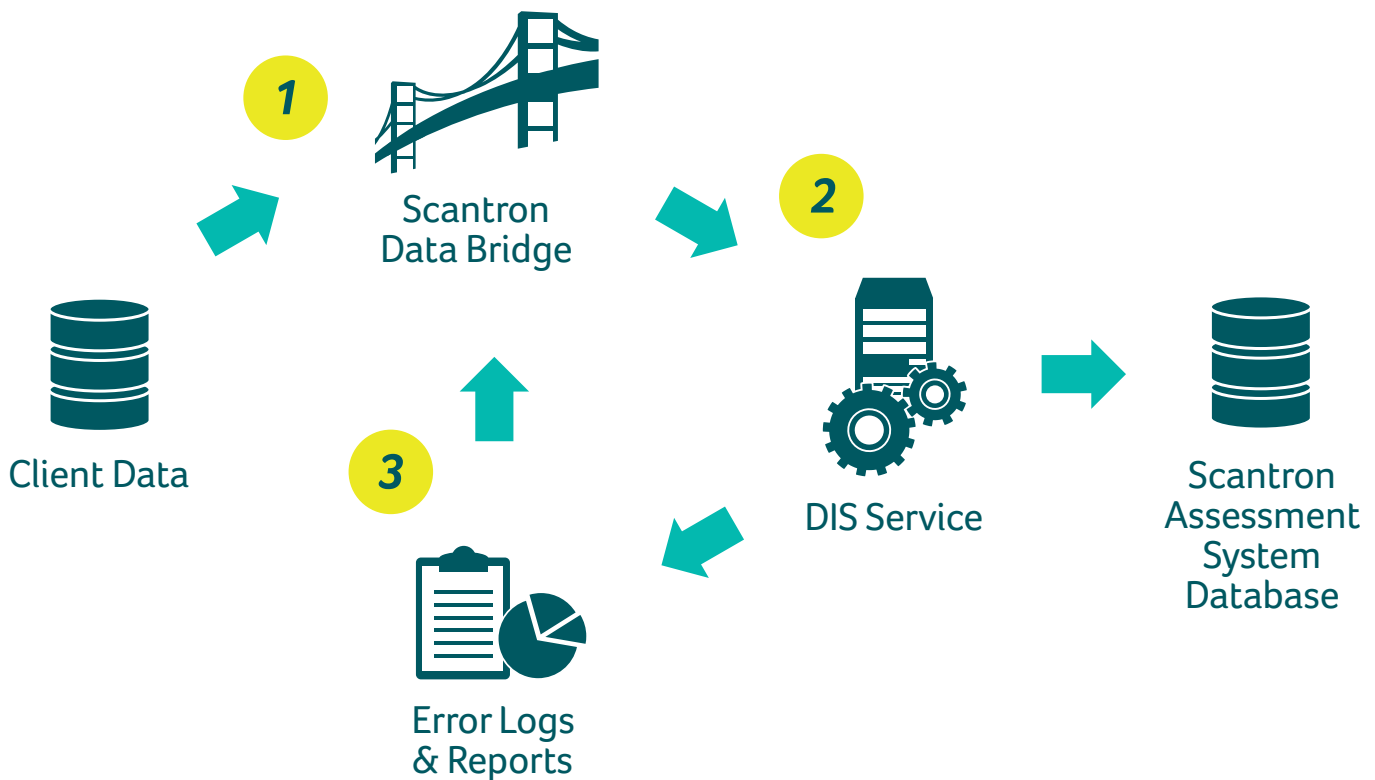 1
Scantron
Data Bridge
2
Client Data
3
DIS Service
Scantron
Assessment
System
Database
Error Logs
& Reports